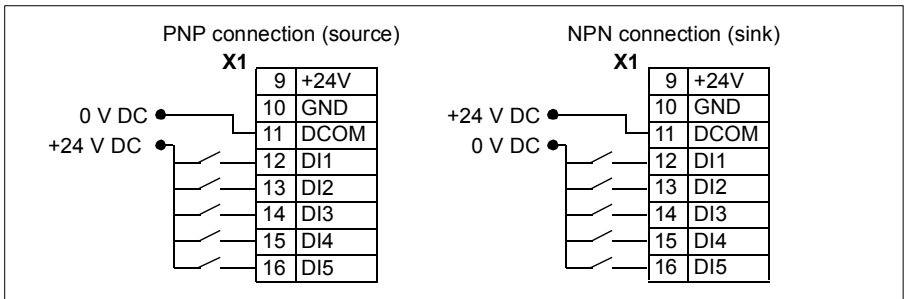 PNP connection (source)
X1
9 +24V
10 GND
11 DCOM
12 DI1
13 DI2
14 DI3
15 DI4
16 DI5
0 V DC
+24 V DC
NPN connection (sink)
X1
9 +24V
10 GND
11 DCOM
12 DI1
13 DI2
14 DI3
15 DI4
16 DI5
+24 V DC
0 V DC